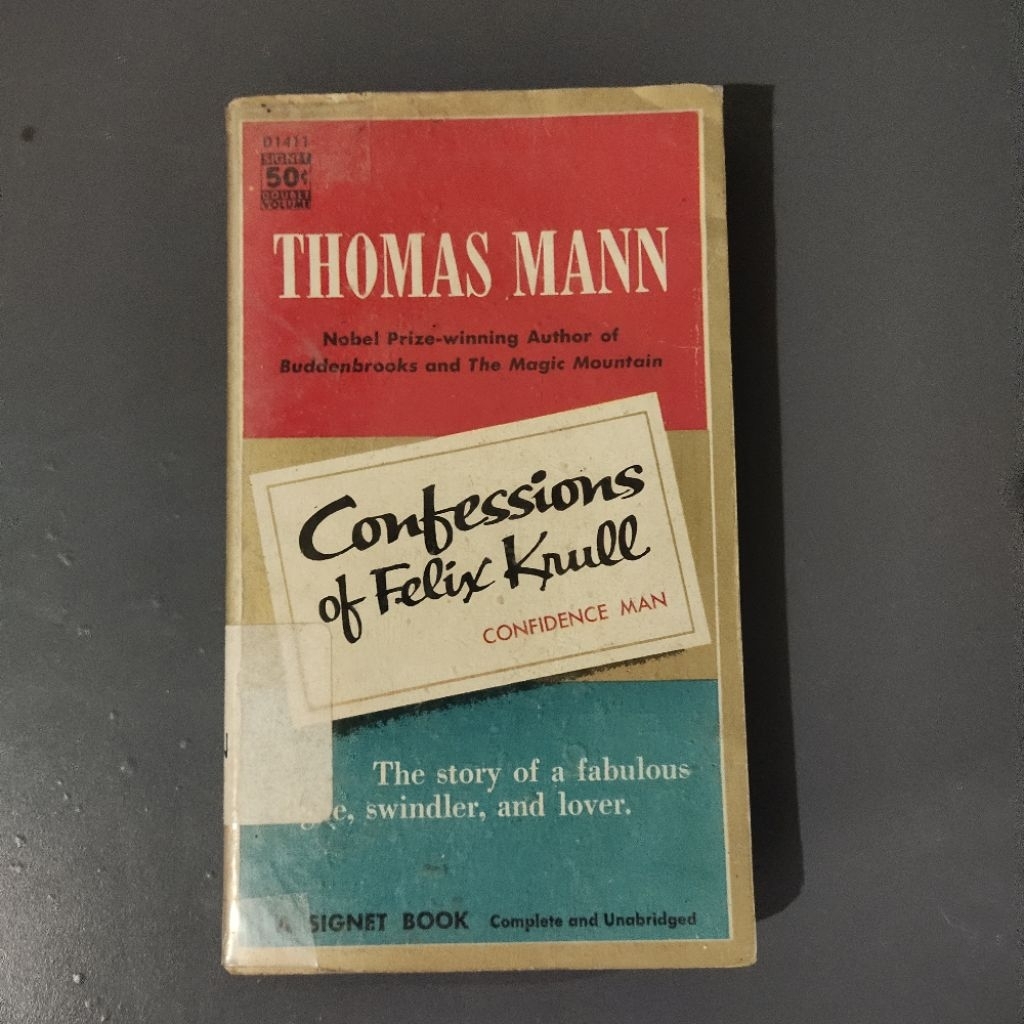 D1411
SIGNET
50¢
DOUBLE
VOLUME
THOMAS MANN
Nobel Prize-winning Author of
Buddenbrooks and The Magic Mountain
Confessions
of Felix Krull
CONFIDENCE MAN
The story of a fabulous
swindler, and lover.
A SIGNET BOOK Complete and Unabridged